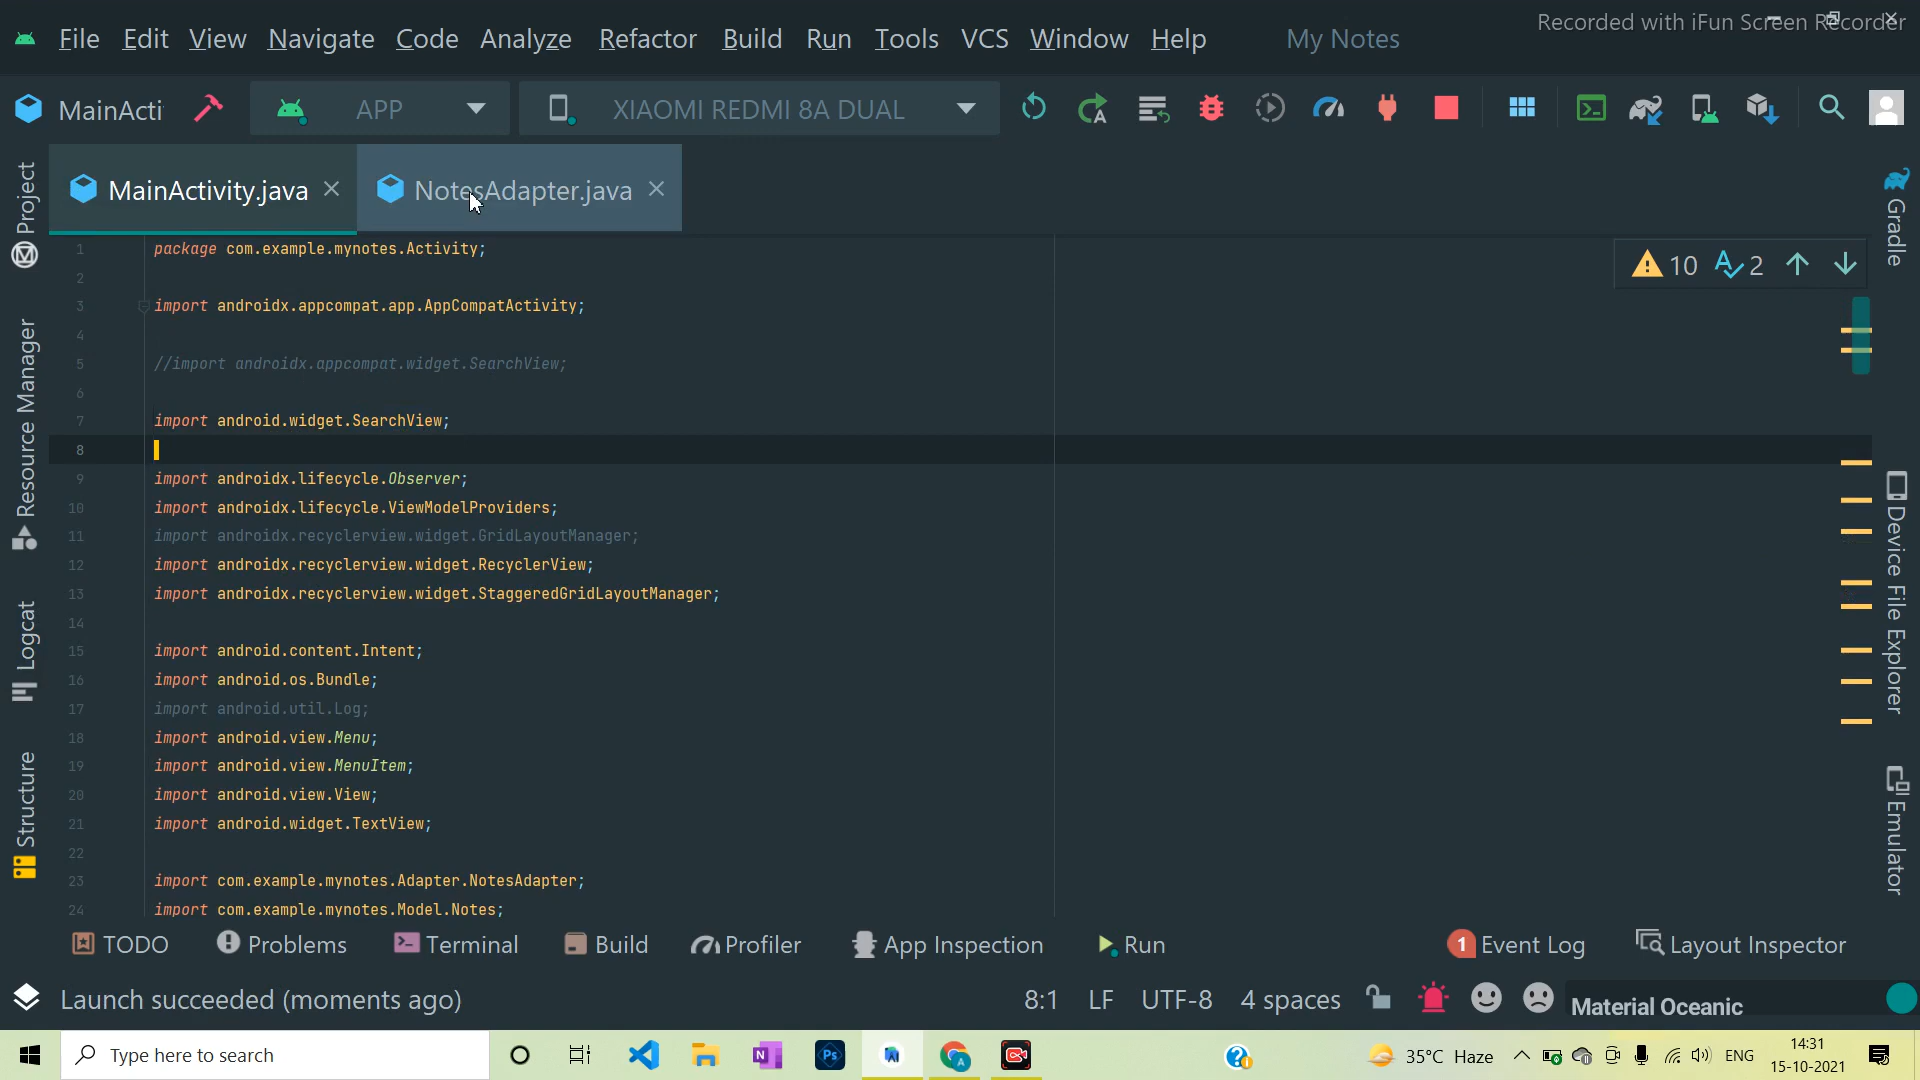 Recorded with iFun Screen Recorder
File Edit View Navigate Code Analyze Refactor Build Run Tools VCS Window Help My Notes
MainActi APP XIAOMI REDMI 8A DUAL
MainActivity.java NotesAdapter.java
Project
Resource Manager
Logcat
Structure
10 2
1 package com.example.mynotes.Activity;
2
3 import androidx.appcompat.app.AppCompatActivity;
4
5 //import androidx.appcompat.widget.SearchView;
6
7 import android.widget.SearchView;
8
9 import androidx.lifecycle.Observer;
10 import androidx.lifecycle.ViewModelProviders;
11 import androidx.recyclerview.widget.GridLayoutManager;
12 import androidx.recyclerview.widget.RecyclerView;
13 import androidx.recyclerview.widget.StaggeredGridLayoutManager;
14
15 import android.content.Intent;
16 import android.os.Bundle;
17 import android.util.Log;
18 import android.view.Menu;
19 import android.view.MenuItem;
20 import android.view.View;
21 import android.widget.TextView;
22
23 import com.example.mynotes.Adapter.NotesAdapter;
24 import com.example.mynotes.Model.Notes;
Gradle
Device File Explorer
Emulator
TODO Problems Terminal Build Profiler App Inspection Run 1 Event Log Layout Inspector
Launch succeeded (moments ago) 8:1 LF UTF-8 4 spaces Material Oceanic
Type here to search N Ps A 35°C Haze ENG 14:31
15-10-2021